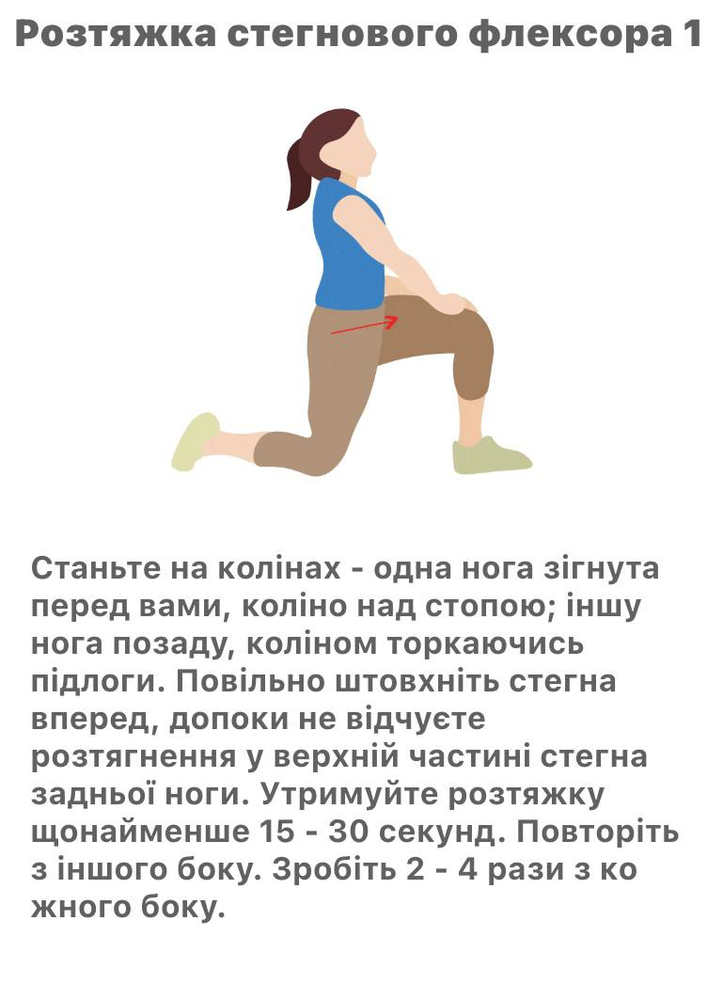 Розтяжка стегнового флексора 1
Станьте на колінах - одна нога зігнута
перед вами, коліно над стопою; іншу
нога позаду, коліном торкаючись
підлоги. Повільно штовхніть стегна
вперед, допоки не відчуєте
розтягнення у верхній частині стегна
задньої ноги. Утримуйте розтяжку
щонайменше 15 - 30 секунд. Повторіть
з іншого боку. Зробіть 2 - 4 рази з ко
жного боку.